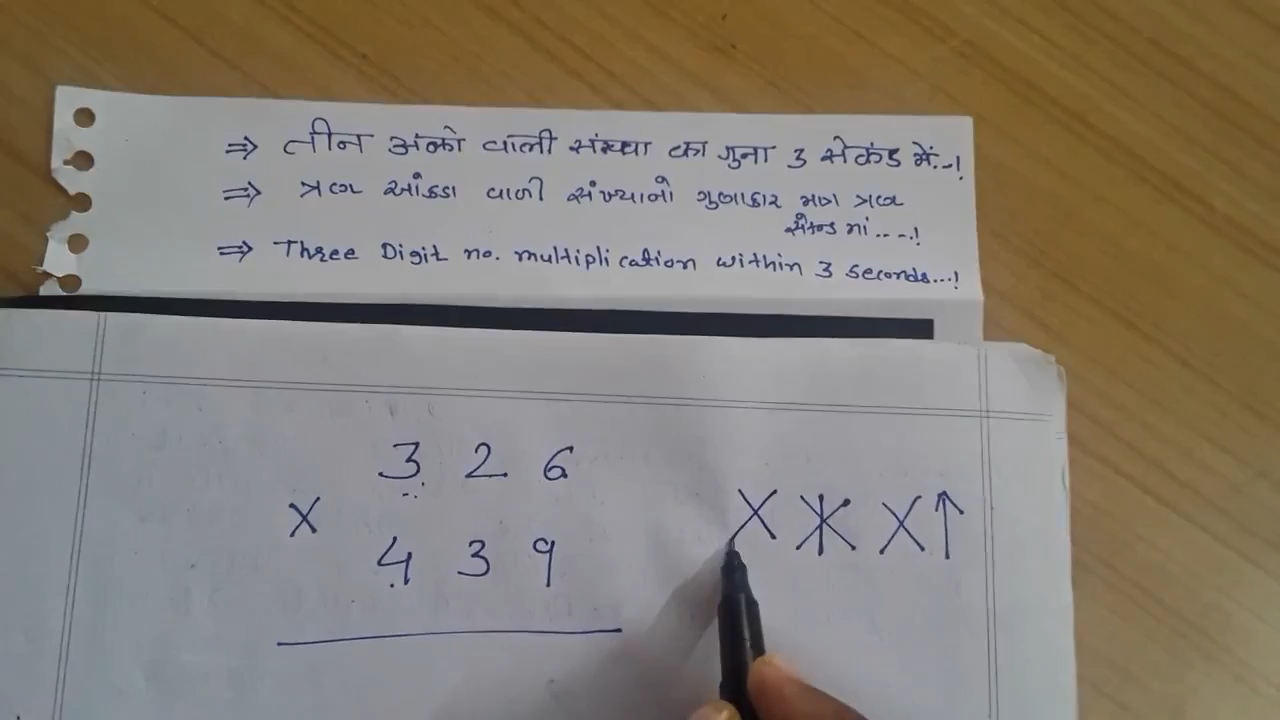 ⇒ तीन अंको वाली संख्या का गुना 3 सेकंड में...!
⇒ ત્રણ આંકડા વાળી સંખ્યાનો ગુણાકાર માત્ર ત્રણ
સેકન્ડ માં....!
⇒ Three Digit no. multiplication within 3 seconds...!
3 2 6
×
4 3 9